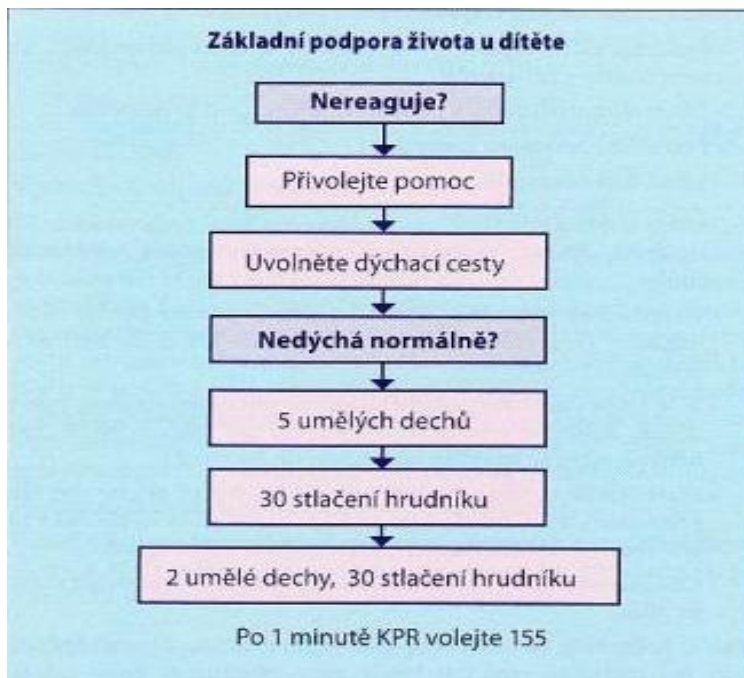 Základní podpora života u dítěte
Nereaguje?
Přivolejte pomoc
Uvolněte dýchací cesty
Nedýchá normálně?
5 umělých dechů
30 stlačení hrudníku
2 umělé dechy, 30 stlačení hrudníku
Po 1 minutě KPR volejte 155